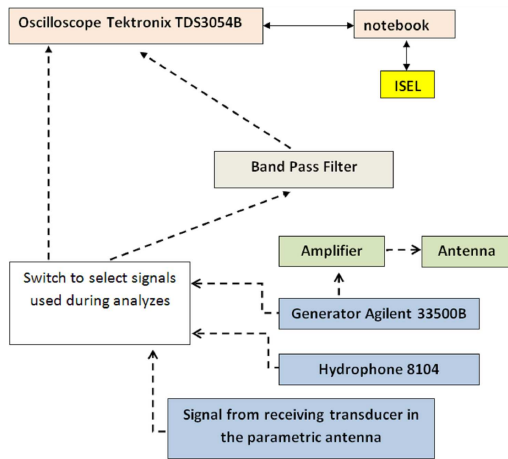 Oscilloscope Tektronix TDS3054B
notebook
ISEL
Band Pass Filter
Amplifier
Antenna
Switch to select signals
used during analyzes
Generator Agilent 33500B
Hydrophone 8104
Signal from receiving transducer in
the parametric antenna